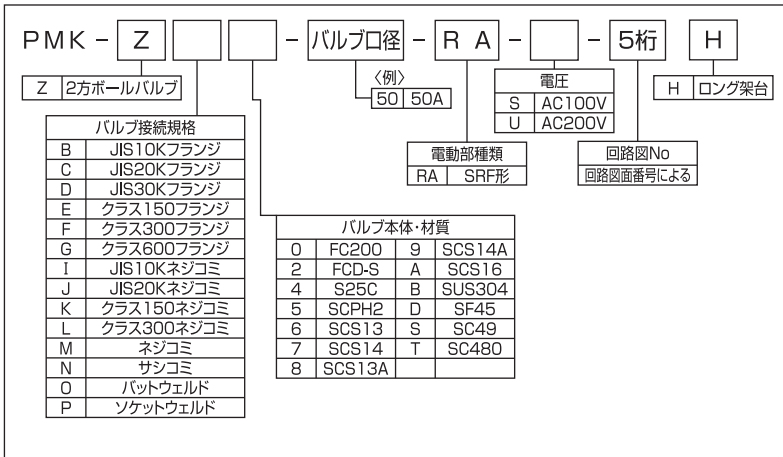 PMK - Z - バルブ口径 - R A - - 5桁 H
Z 2方ボールバルブ
〈例〉
50 50A
電圧
S AC100V
U AC200V
H ロング架台
バルブ接続規格
B JIS10Kフランジ
C JIS20Kフランジ
D JIS30Kフランジ
E クラス150フランジ
F クラス300フランジ
G クラス600フランジ
I JIS10Kネジコミ
J JIS20Kネジコミ
K クラス150ネジコミ
L クラス300ネジコミ
M ネジコミ
N サシコミ
O バットウェルド
P ソケットウェルド
電動部種類
RA SRF形
回路図No
回路図面番号による
バルブ本体・材質
0 FC200 9 SCS14A
2 FCD-S A SCS16
4 S25C B SUS304
5 SCPH2 D SF45
6 SCS13 S SC49
7 SCS14 T SC480
8 SCS13A